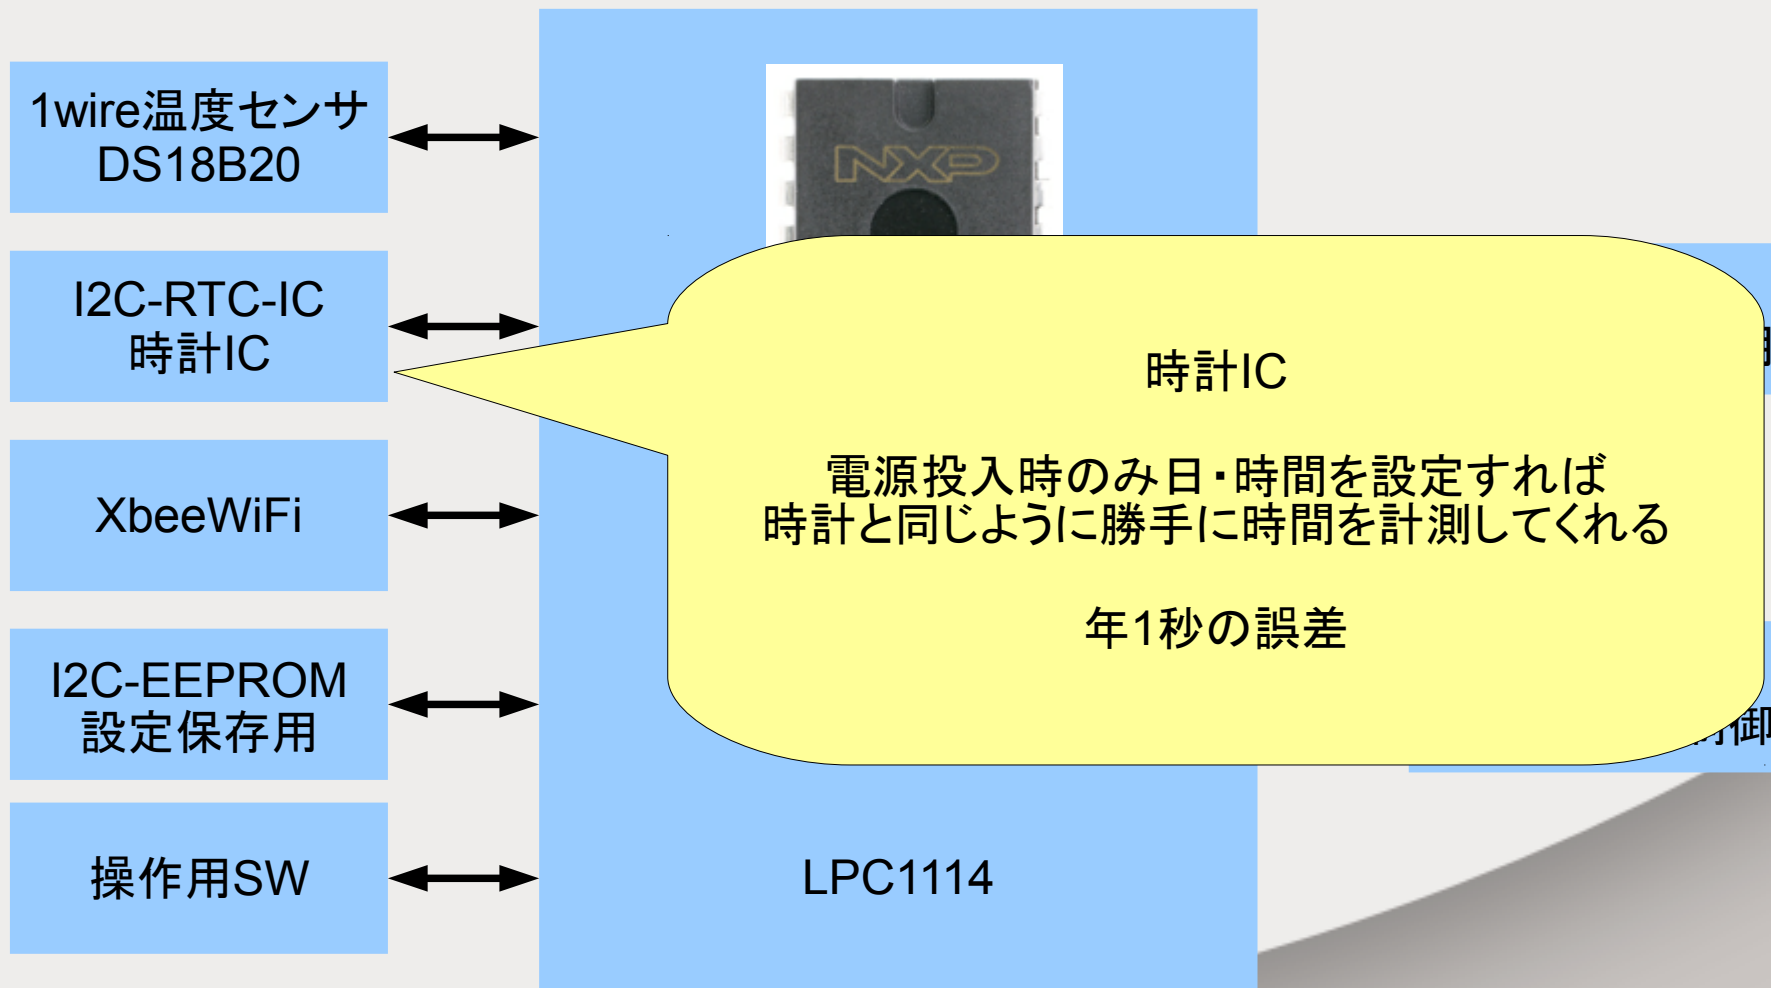 1wire温度センサ
DS18B20
I2C-RTC-IC
時計IC
XbeeWiFi
I2C-EEPROM
設定保存用
操作用SW
NXP
時計IC
電源投入時のみ日・時間を設定すれば
時計と同じように勝手に時間を計測してくれる
年1秒の誤差
LPC1114
御